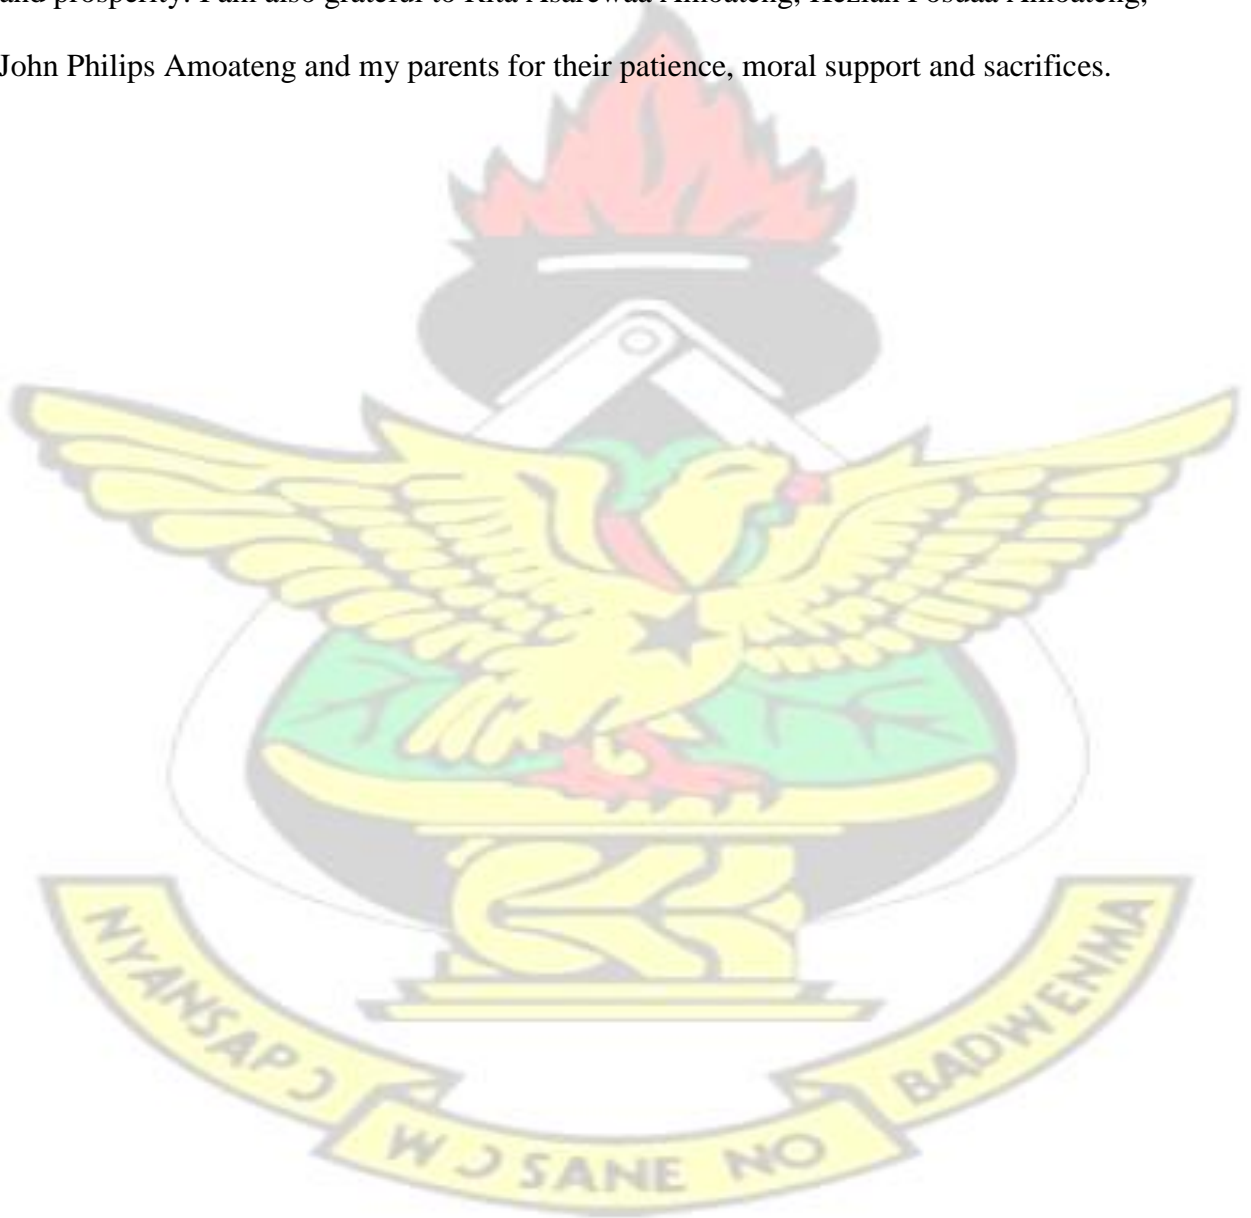 and prosperity. I am also grateful to Rita Asarewaa Amoateng, Keziah Fosuaa Amoateng,
John Philips Amoateng and my parents for their patience, moral support and sacrifices.
NYANSAPƆ
WƆSANE NO
BADWENMA